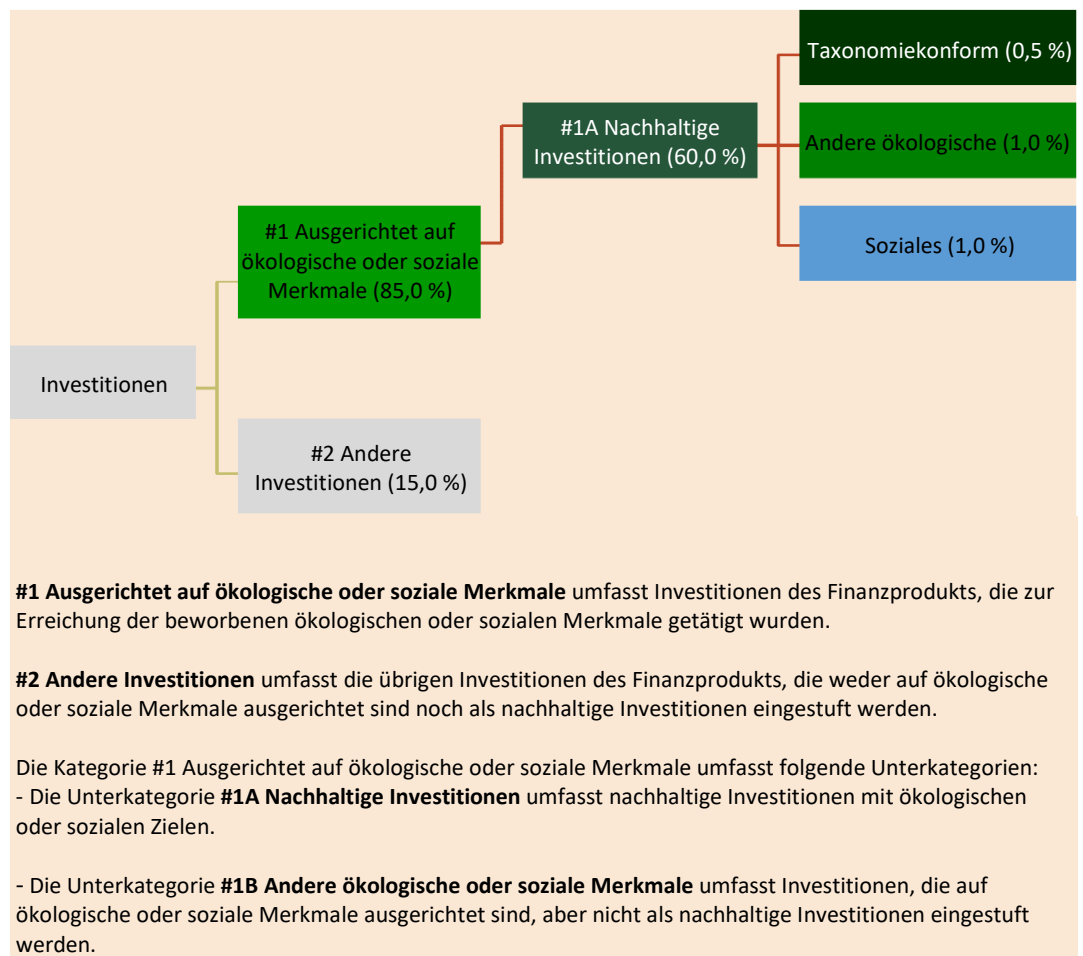 Taxonomiekonform (0,5 %)
#1A Nachhaltige
Investitionen (60,0 %)
Andere ökologische (1,0 %)
#1 Ausgerichtet auf
ökologische oder soziale
Merkmale (85,0 %)
Soziales (1,0 %)
Investitionen
#2 Andere
Investitionen (15,0 %)
#1 Ausgerichtet auf ökologische oder soziale Merkmale umfasst Investitionen des Finanzprodukts, die zur
Erreichung der beworbenen ökologischen oder sozialen Merkmale getätigt wurden.
#2 Andere Investitionen umfasst die übrigen Investitionen des Finanzprodukts, die weder auf ökologische
oder soziale Merkmale ausgerichtet sind noch als nachhaltige Investitionen eingestuft werden.
Die Kategorie #1 Ausgerichtet auf ökologische oder soziale Merkmale umfasst folgende Unterkategorien:
- Die Unterkategorie #1A Nachhaltige Investitionen umfasst nachhaltige Investitionen mit ökologischen
oder sozialen Zielen.
- Die Unterkategorie #1B Andere ökologische oder soziale Merkmale umfasst Investitionen, die auf
ökologische oder soziale Merkmale ausgerichtet sind, aber nicht als nachhaltige Investitionen eingestuft
werden.